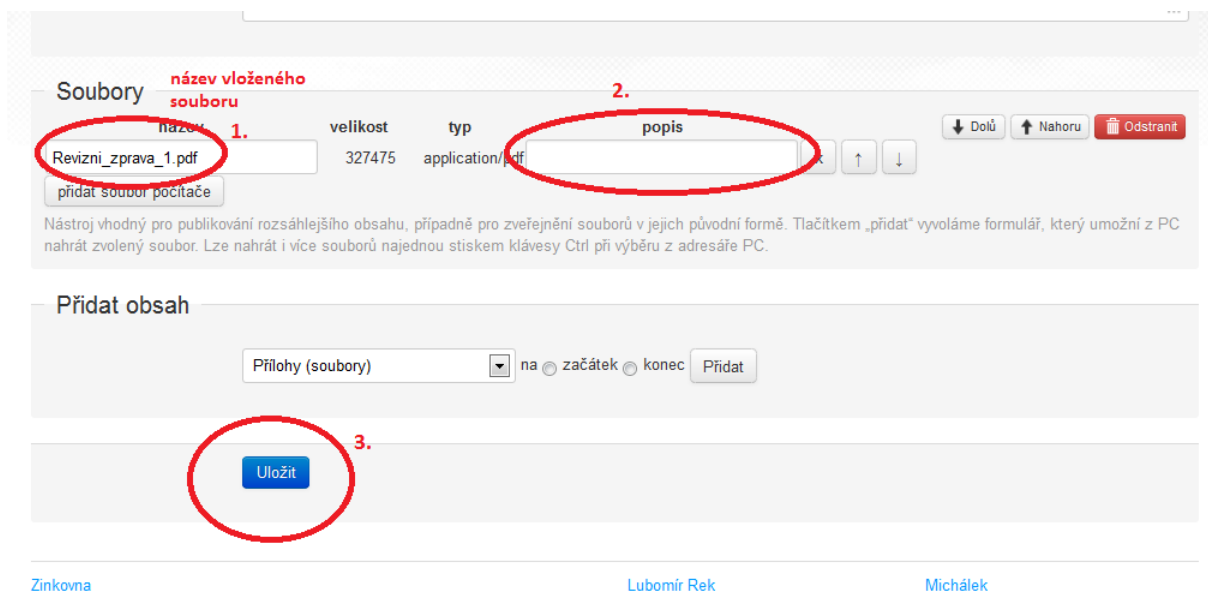 ...
Soubory
název vloženého
souboru
1.
2.
název velikost typ popis
Dolů Nahoru Odstranit
Revizni_zprava_1.pdf 327475 application/pdf x ↑ ↓
přidat soubor počítače
Nástroj vhodný pro publikování rozsáhlejšího obsahu, případně pro zveřejnění souborů v jejich původní formě. Tlačítkem „přidat“ vyvoláme formulář, který umožní z PC
nahrát zvolený soubor. Lze nahrát i více souborů najednou stiskem klávesy Ctrl při výběru z adresáře PC.
Přidat obsah
Přílohy (soubory) na začátek konec Přidat
3.
Uložit
Zinkovna Lubomír Rek Michálek